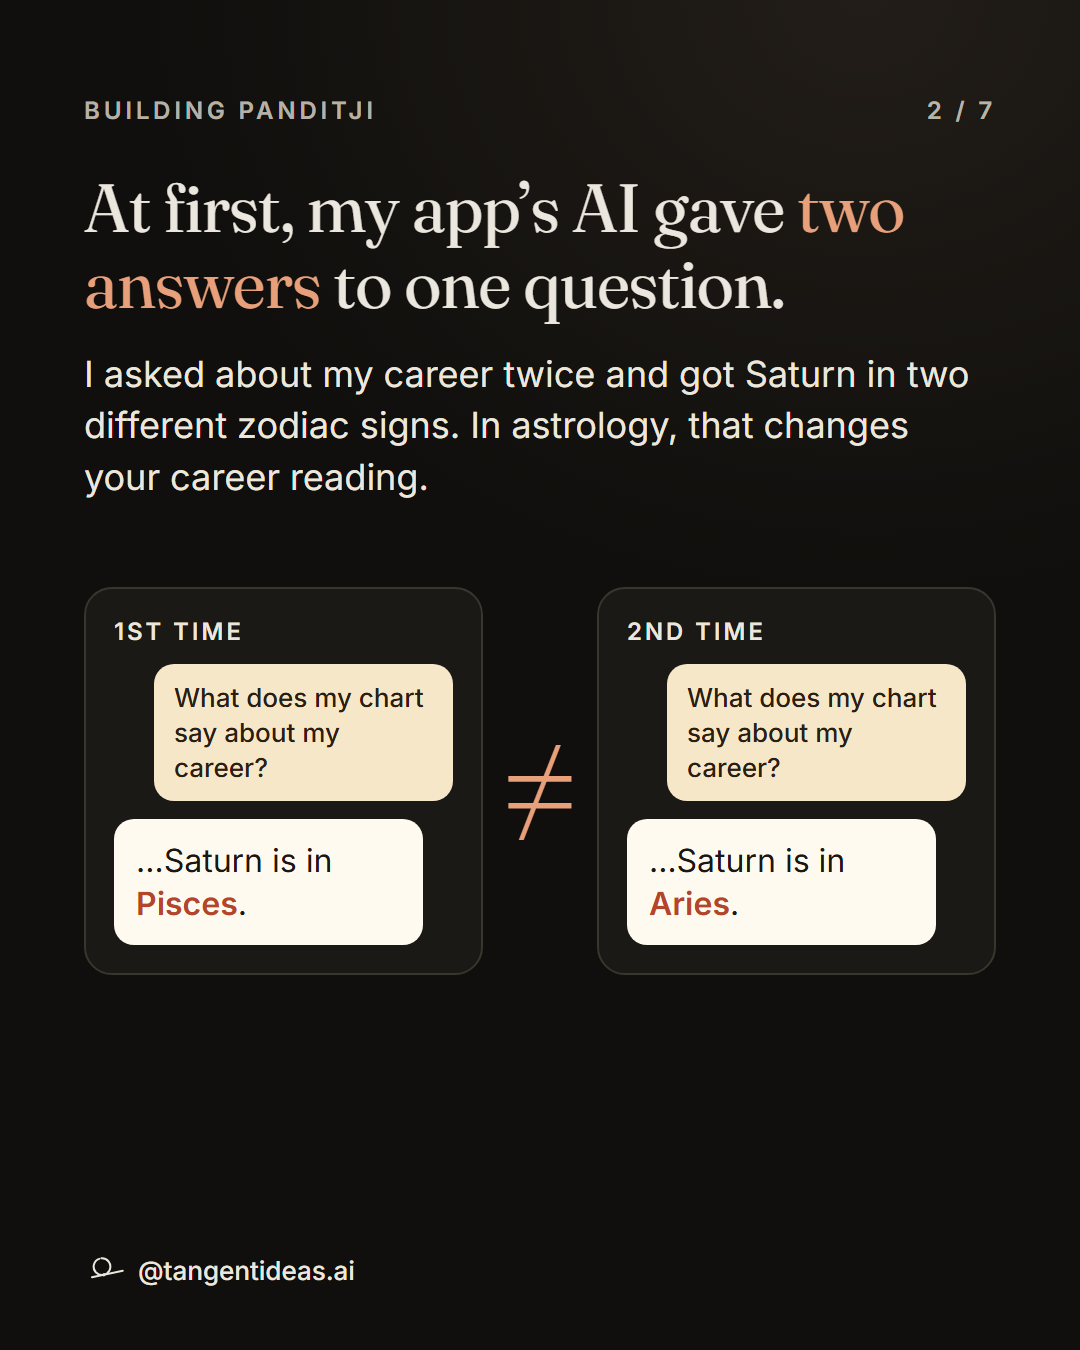 BUILDING PANDITJI
2 / 7
At first, my app’s AI gave two
answers to one question.
I asked about my career twice and got Saturn in two
different zodiac signs. In astrology, that changes
your career reading.
1ST TIME
What does my chart
say about my
career?
...Saturn is in
Pisces.
≠
2ND TIME
What does my chart
say about my
career?
...Saturn is in
Aries.
@tangentideas.ai